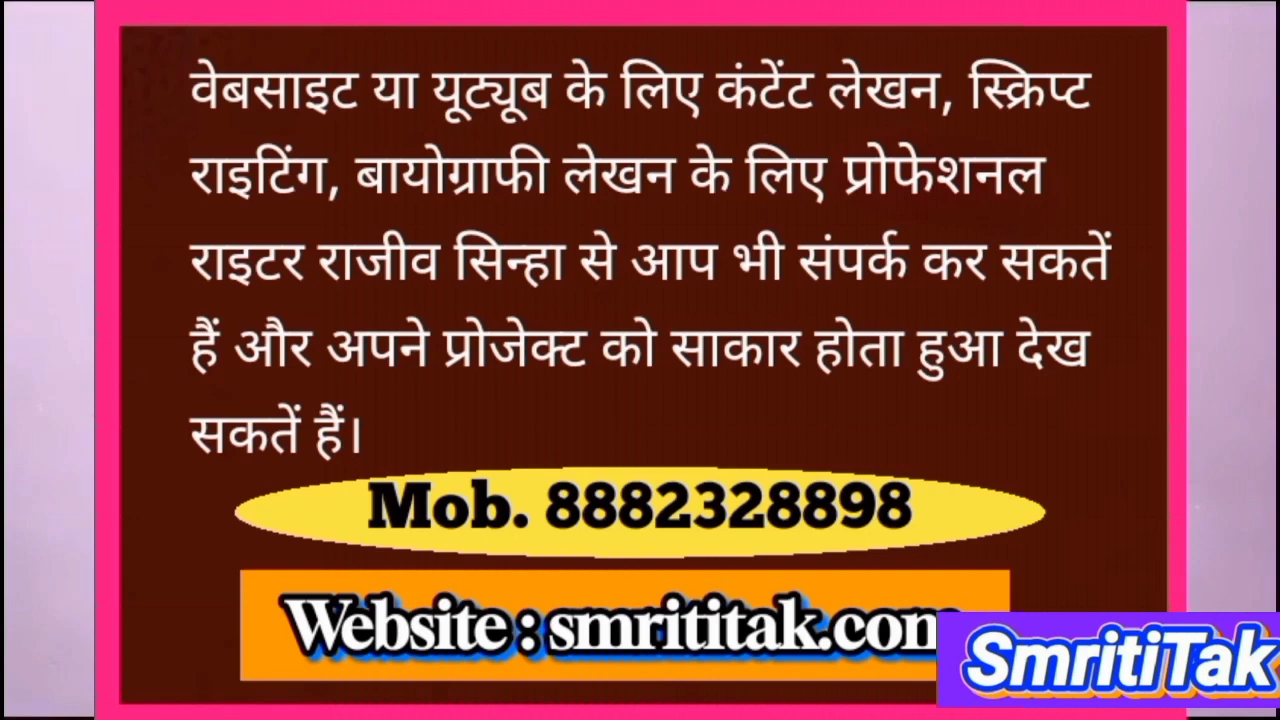 वेबसाइट या यूट्यूब के लिए कंटेंट लेखन, स्क्रिप्ट
राइटिंग, बायोग्राफी लेखन के लिए प्रोफेशनल
राइटर राजीव सिन्हा से आप भी संपर्क कर सकतें
हैं और अपने प्रोजेक्ट को साकार होता हुआ देख
सकतें हैं।
Mob. 8882328898
Website : smrititak.com
SmritiTak